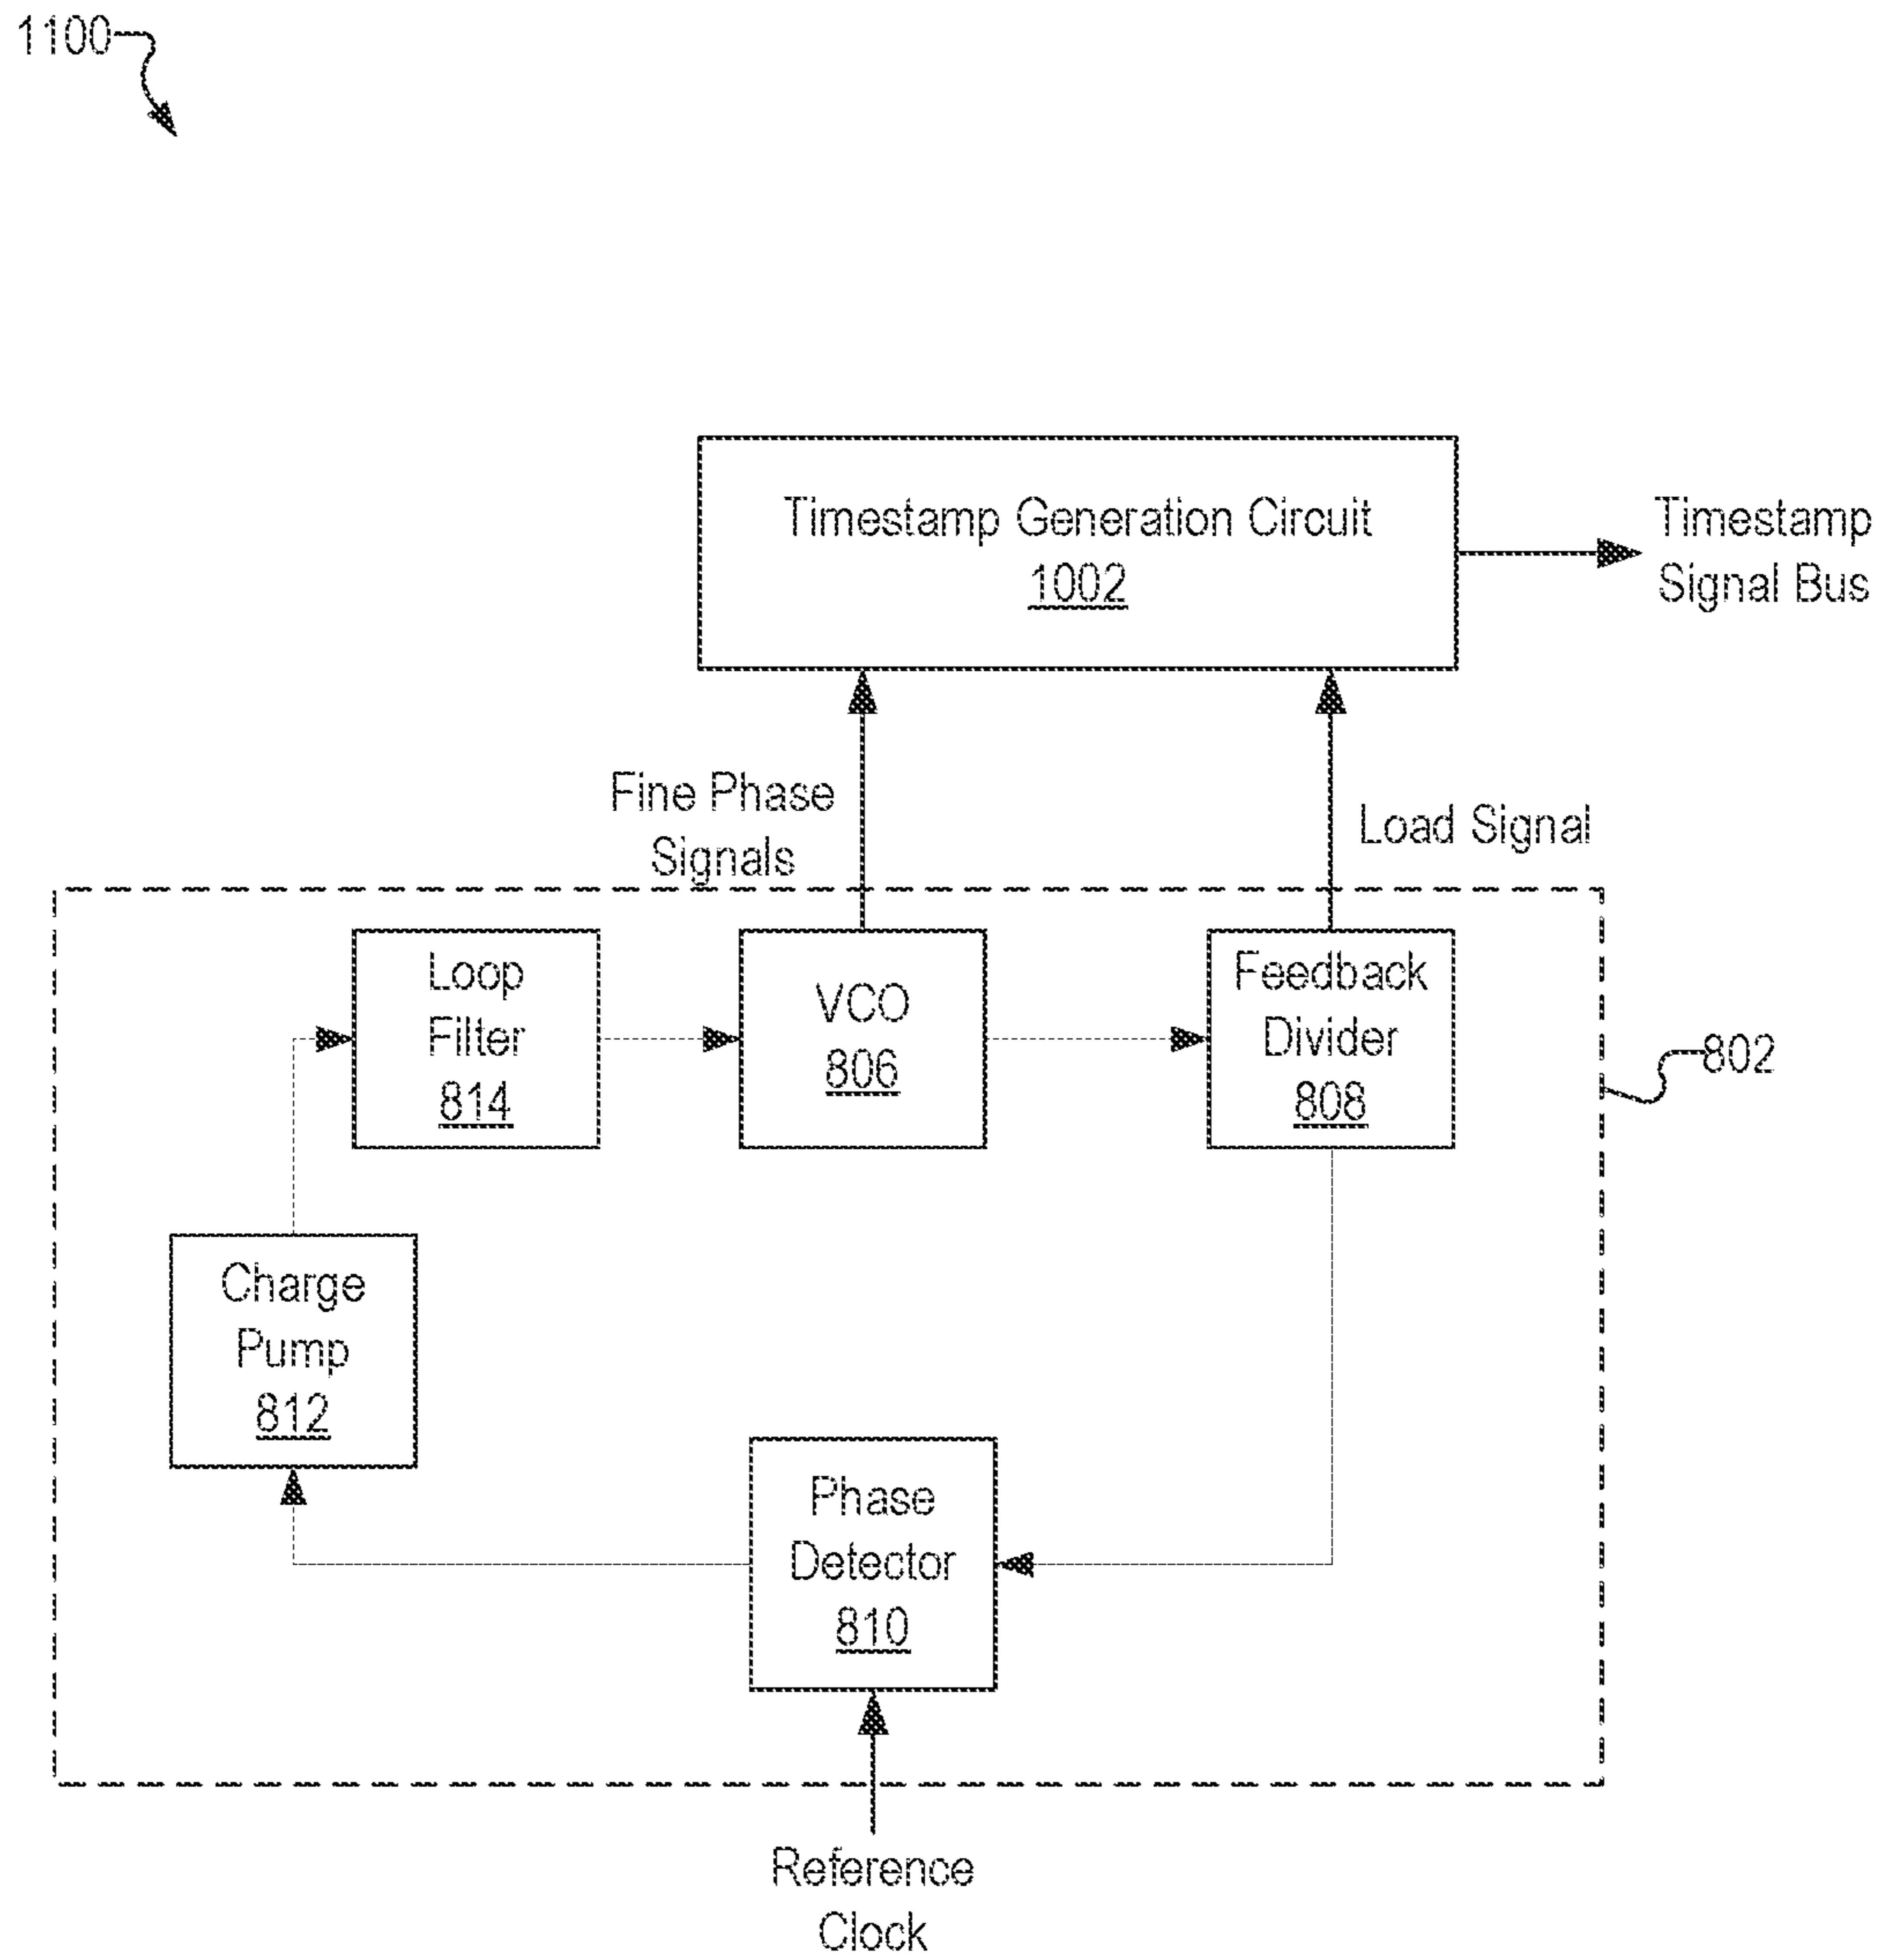 1100
Timestamp Generation Circuit
1002
Timestamp
Signal Bus
Fine Phase
Signals
Load Signal
Loop
Filter
814
VCO
806
Feedback
Divider
808
802
Charge
Pump
812
Phase
Detector
810
Reference
Clock